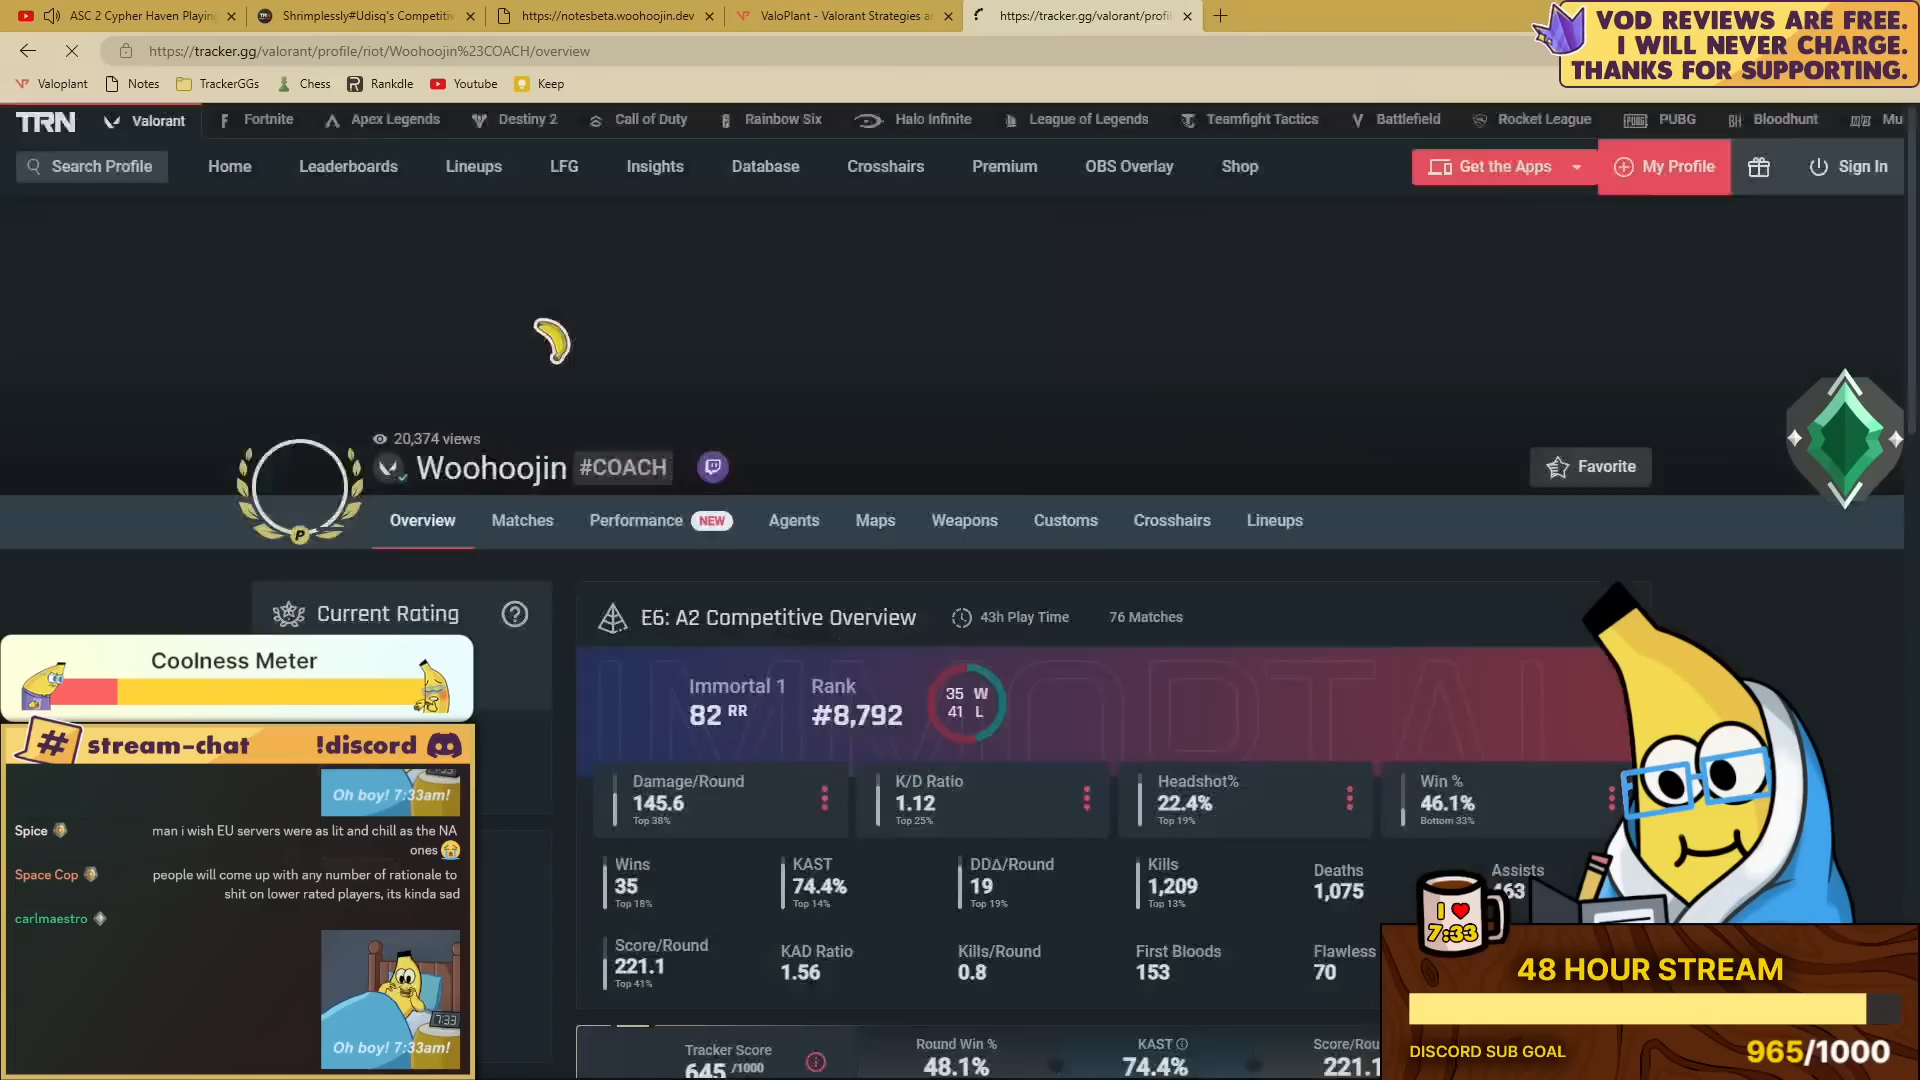 ASC 2 Cypher Haven Playin
Shrimplessly#Udisq's Competitiv
https://notesbeta.woohoojin.dev
ValoPlant - Valorant Strategies a
https://tracker.gg/valorant/profil
https://tracker.gg/valorant/profile/riot/Woohoojin%23COACH/overview
Valoplant
Notes
TrackerGGs
Chess
Rankdle
Youtube
Keep
VOD REVIEWS ARE FREE.
I WILL NEVER CHARGE.
THANKS FOR SUPPORTING.
TRN
Valorant
Fortnite
Apex Legends
Destiny 2
Call of Duty
Rainbow Six
Halo Infinite
League of Legends
Teamfight Tactics
Battlefield
Rocket League
PUBG
PUBG
Bloodhunt
Mu
Search Profile
Home
Leaderboards
Lineups
LFG
Insights
Database
Crosshairs
Premium
OBS Overlay
Shop
Get the Apps
My Profile
Sign In
20,374 views
Woohoojin #COACH
Favorite
P
Overview
Matches
Performance NEW
Agents
Maps
Weapons
Customs
Crosshairs
Lineups
Current Rating
E6: A2 Competitive Overview
43h Play Time
76 Matches
IMMORTAL
Immortal 1
82 RR
Rank
#8,792
35 W
41 L
Damage/Round
145.6
Top 38%
K/D Ratio
1.12
Top 25%
Headshot%
22.4%
Top 19%
Win %
46.1%
Bottom 33%
Wins
35
Top 18%
KAST
74.4%
Top 14%
DDΔ/Round
19
Top 19%
Kills
1,209
Top 13%
Deaths
1,075
Assists
463
Score/Round
221.1
Top 41%
KAD Ratio
1.56
Kills/Round
0.8
First Bloods
153
Flawless
70
Tracker Score
645 /1000
Round Win %
48.1%
KAST
74.4%
Score/Rou
221.1
Coolness Meter
# stream-chat !discord
7:33
Oh boy! 7:33am!
Spice man i wish EU servers were as lit and chill as the NA
ones
Space Cop people will come up with any number of rationale to
shit on lower rated players, its kinda sad
carlmaestro
7:33
Oh boy! 7:33am!
I ❤
7:33
48 HOUR STREAM
DISCORD SUB GOAL
965/1000